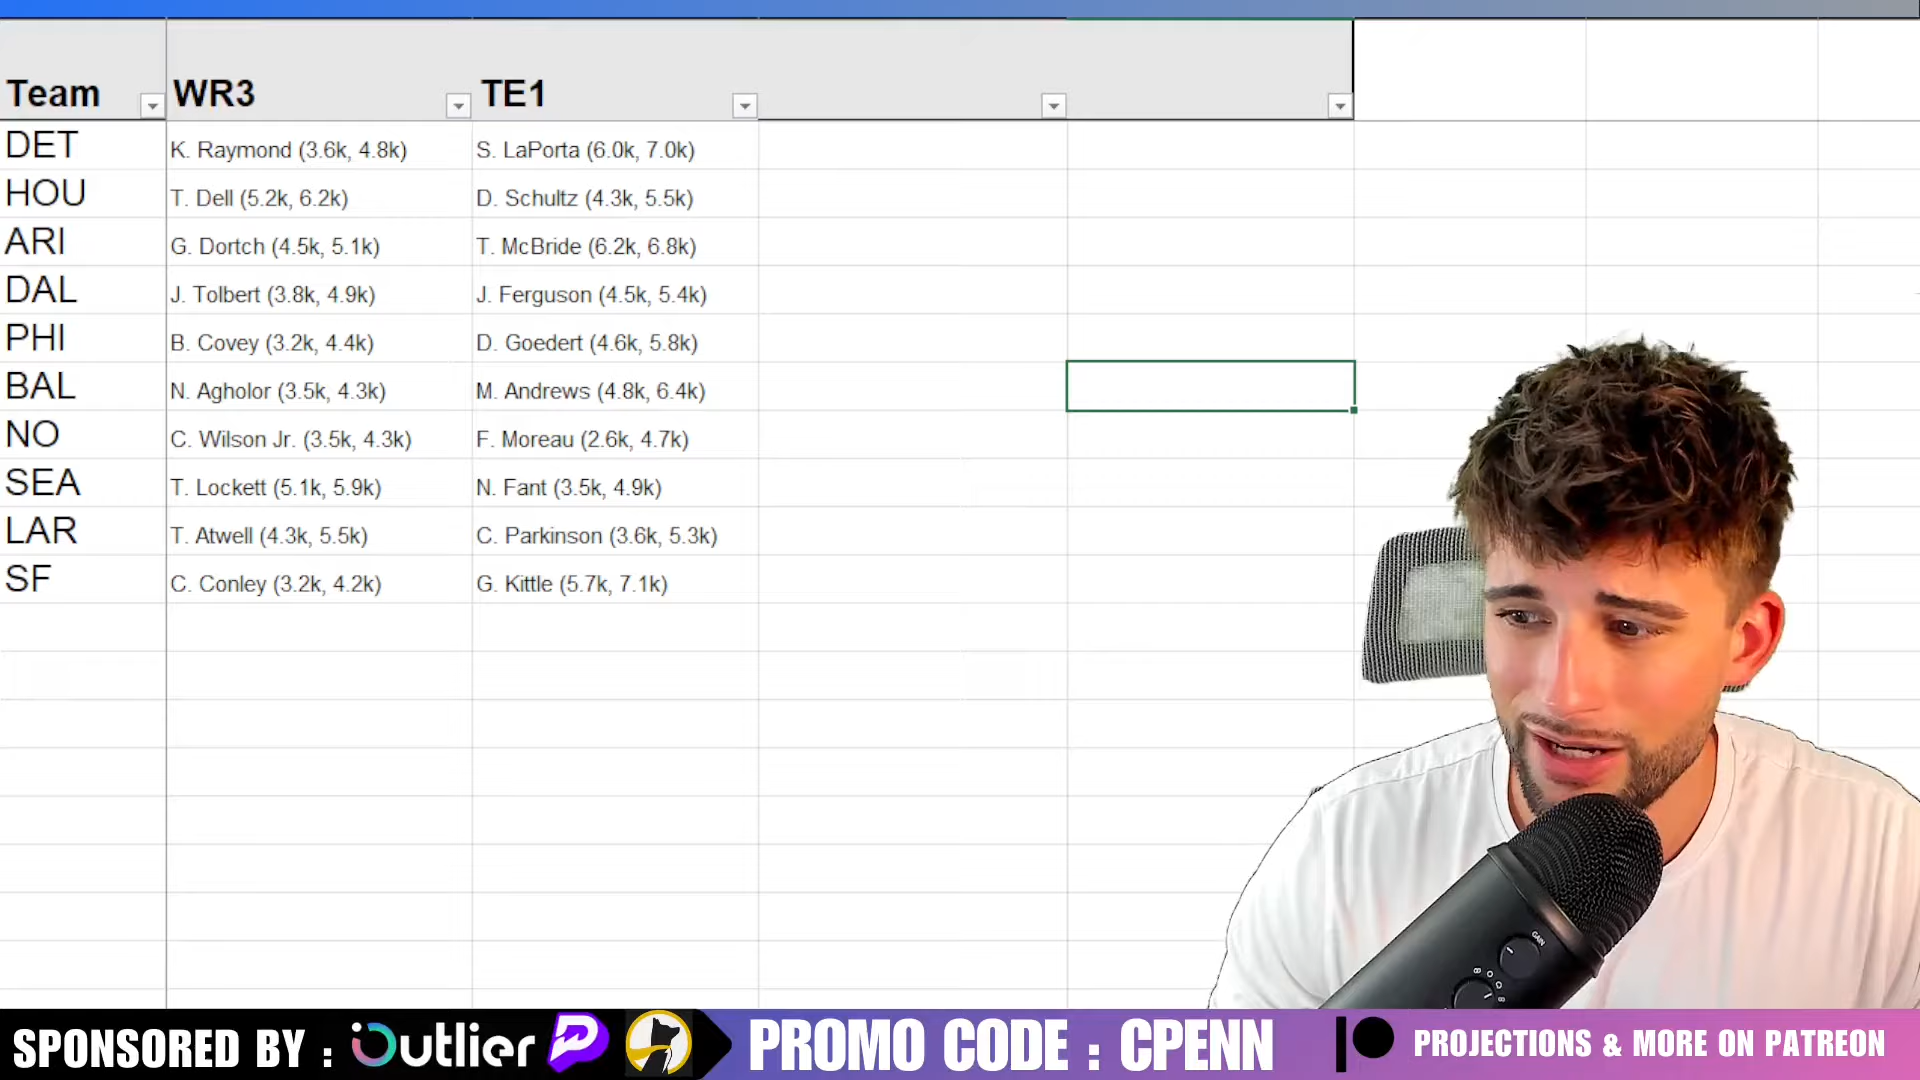 Team WR3 TE1
DET K. Raymond (3.6k, 4.8k) S. LaPorta (6.0k, 7.0k)
HOU T. Dell (5.2k, 6.2k) D. Schultz (4.3k, 5.5k)
ARI G. Dortch (4.5k, 5.1k) T. McBride (6.2k, 6.8k)
DAL J. Tolbert (3.8k, 4.9k) J. Ferguson (4.5k, 5.4k)
PHI B. Covey (3.2k, 4.4k) D. Goedert (4.6k, 5.8k)
BAL N. Agholor (3.5k, 4.3k) M. Andrews (4.8k, 6.4k)
NO C. Wilson Jr. (3.5k, 4.3k) F. Moreau (2.6k, 4.7k)
SEA T. Lockett (5.1k, 5.9k) N. Fant (3.5k, 4.9k)
LAR T. Atwell (4.3k, 5.5k) C. Parkinson (3.6k, 5.3k)
SF C. Conley (3.2k, 4.2k) G. Kittle (5.7k, 7.1k)
GAIN
SPONSORED BY : Outlier P PROMO CODE : CPENN PROJECTIONS & MORE ON PATREON